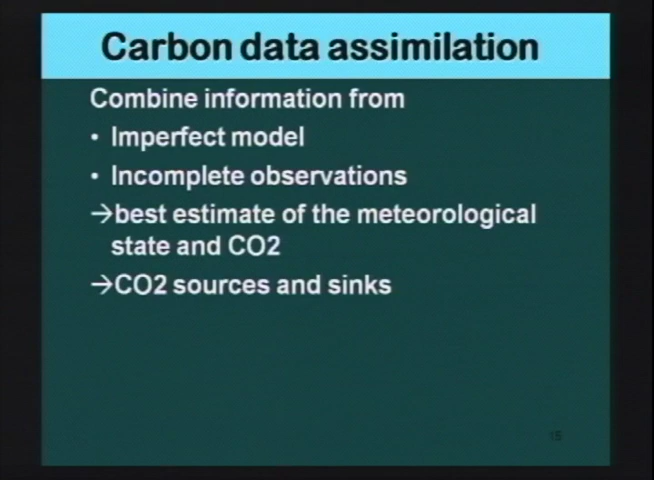 Carbon data assimilation
Combine information from
• Imperfect model
• Incomplete observations
→best estimate of the meteorological
state and CO2
→CO2 sources and sinks
15